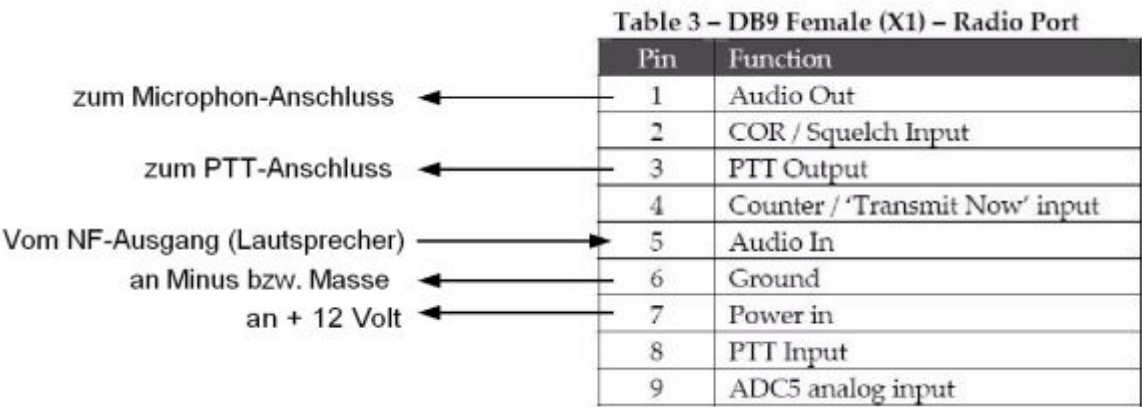 Table 3 – DB9 Female (X1) – Radio Port
Pin Function
zum Microphon-Anschluss 1 Audio Out
2 COR / Squelch Input
zum PTT-Anschluss 3 PTT Output
4 Counter / 'Transmit Now' input
Vom NF-Ausgang (Lautsprecher) 5 Audio In
an Minus bzw. Masse 6 Ground
an + 12 Volt 7 Power in
8 PTT Input
9 ADC5 analog input